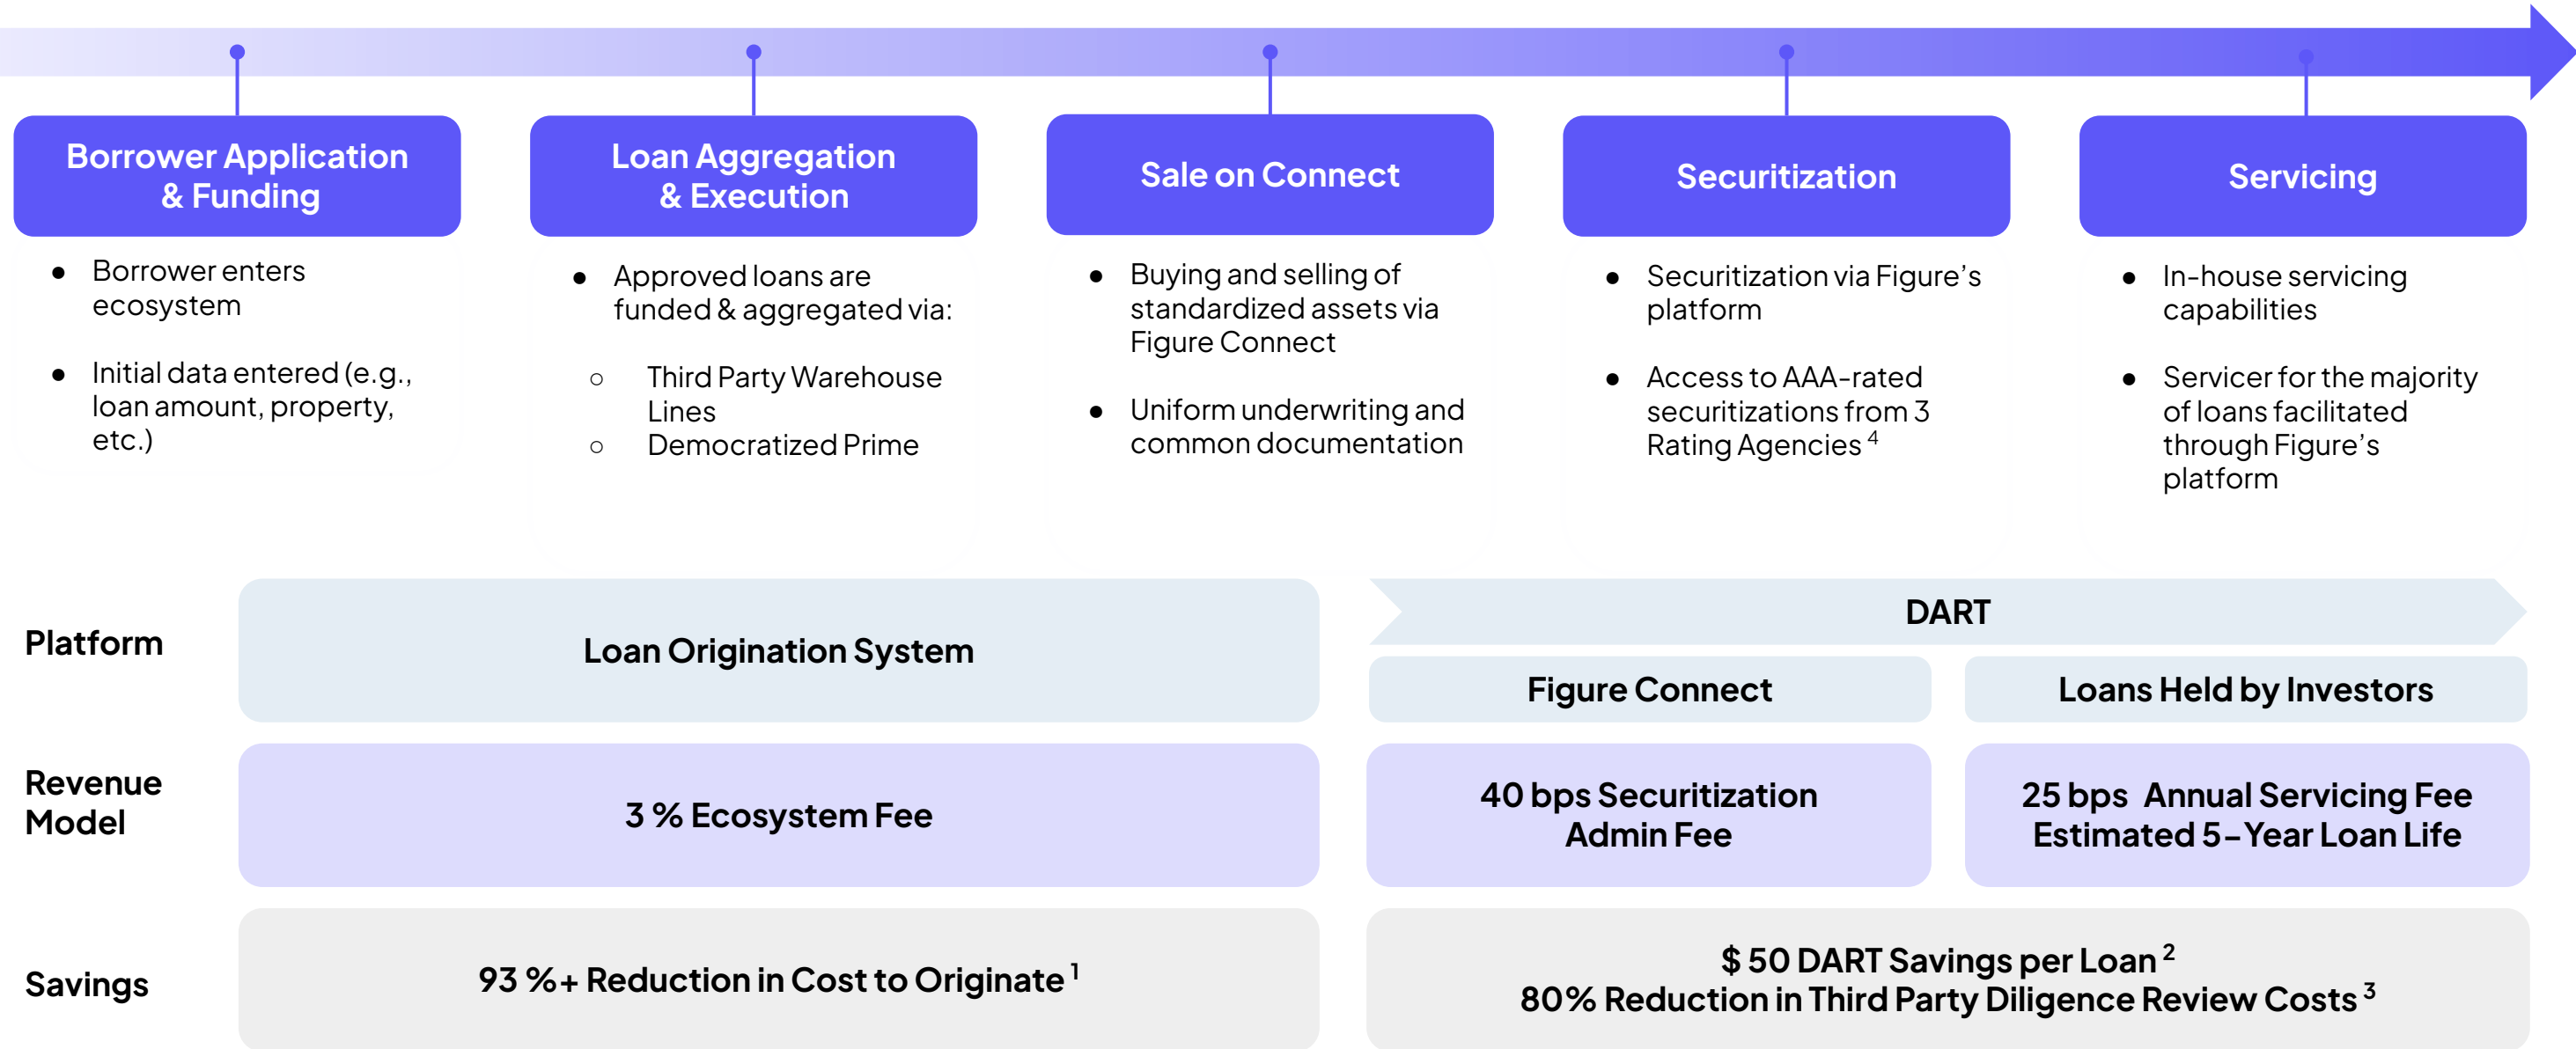 Borrower Application
& Funding
● Borrower enters
ecosystem
● Initial data entered (e.g.,
loan amount, property,
etc.)
Loan Aggregation
& Execution
● Approved loans are
funded & aggregated via:
○ Third Party Warehouse
Lines
○ Democratized Prime
Sale on Connect
● Buying and selling of
standardized assets via
Figure Connect
● Uniform underwriting and
common documentation
Securitization
● Securitization via Figure’s
platform
● Access to AAA-rated
securitizations from 3
Rating Agencies 4
Servicing
● In-house servicing
capabilities
● Servicer for the majority
of loans facilitated
through Figure’s
platform
Platform
Loan Origination System
DART
Figure Connect
Loans Held by Investors
Revenue
Model
3 % Ecosystem Fee
40 bps Securitization
Admin Fee
25 bps Annual Servicing Fee
Estimated 5-Year Loan Life
Savings
93 %+ Reduction in Cost to Originate 1
$ 50 DART Savings per Loan 2
80% Reduction in Third Party Diligence Review Costs 3